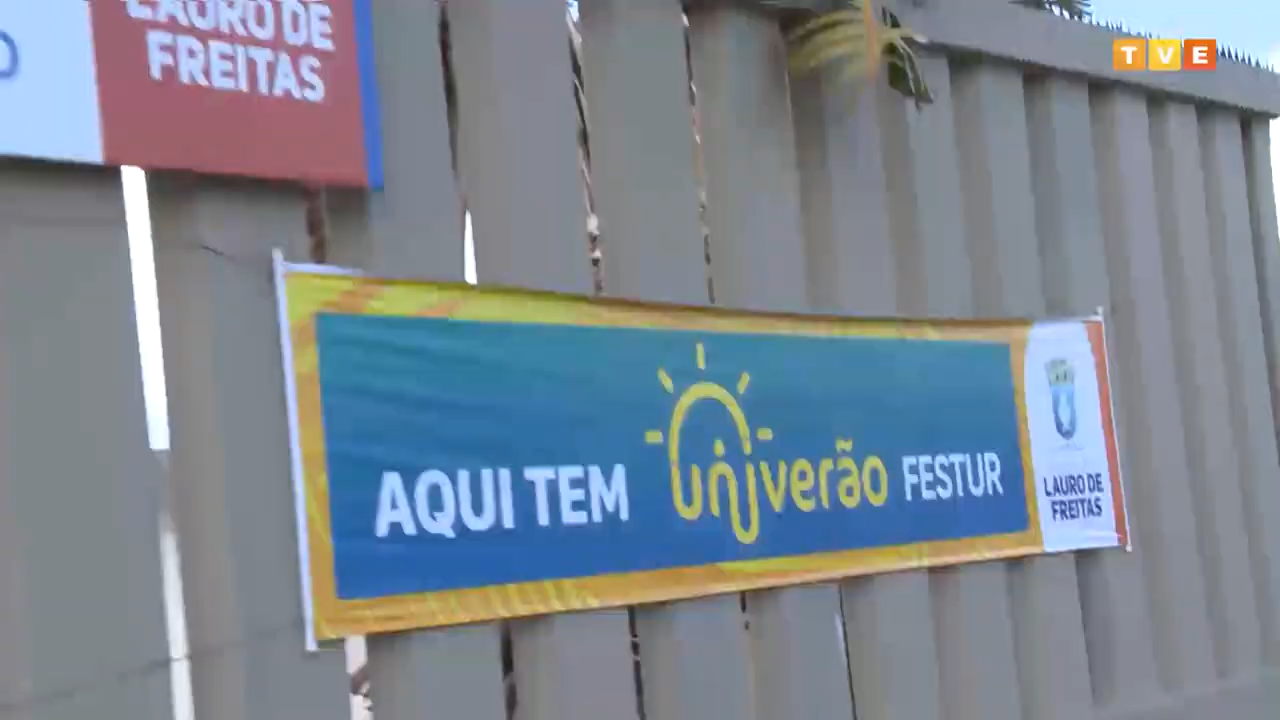 LAURO DE
FREITAS
TVE
AQUI TEM univerão FESTUR
LAURO DE
FREITAS